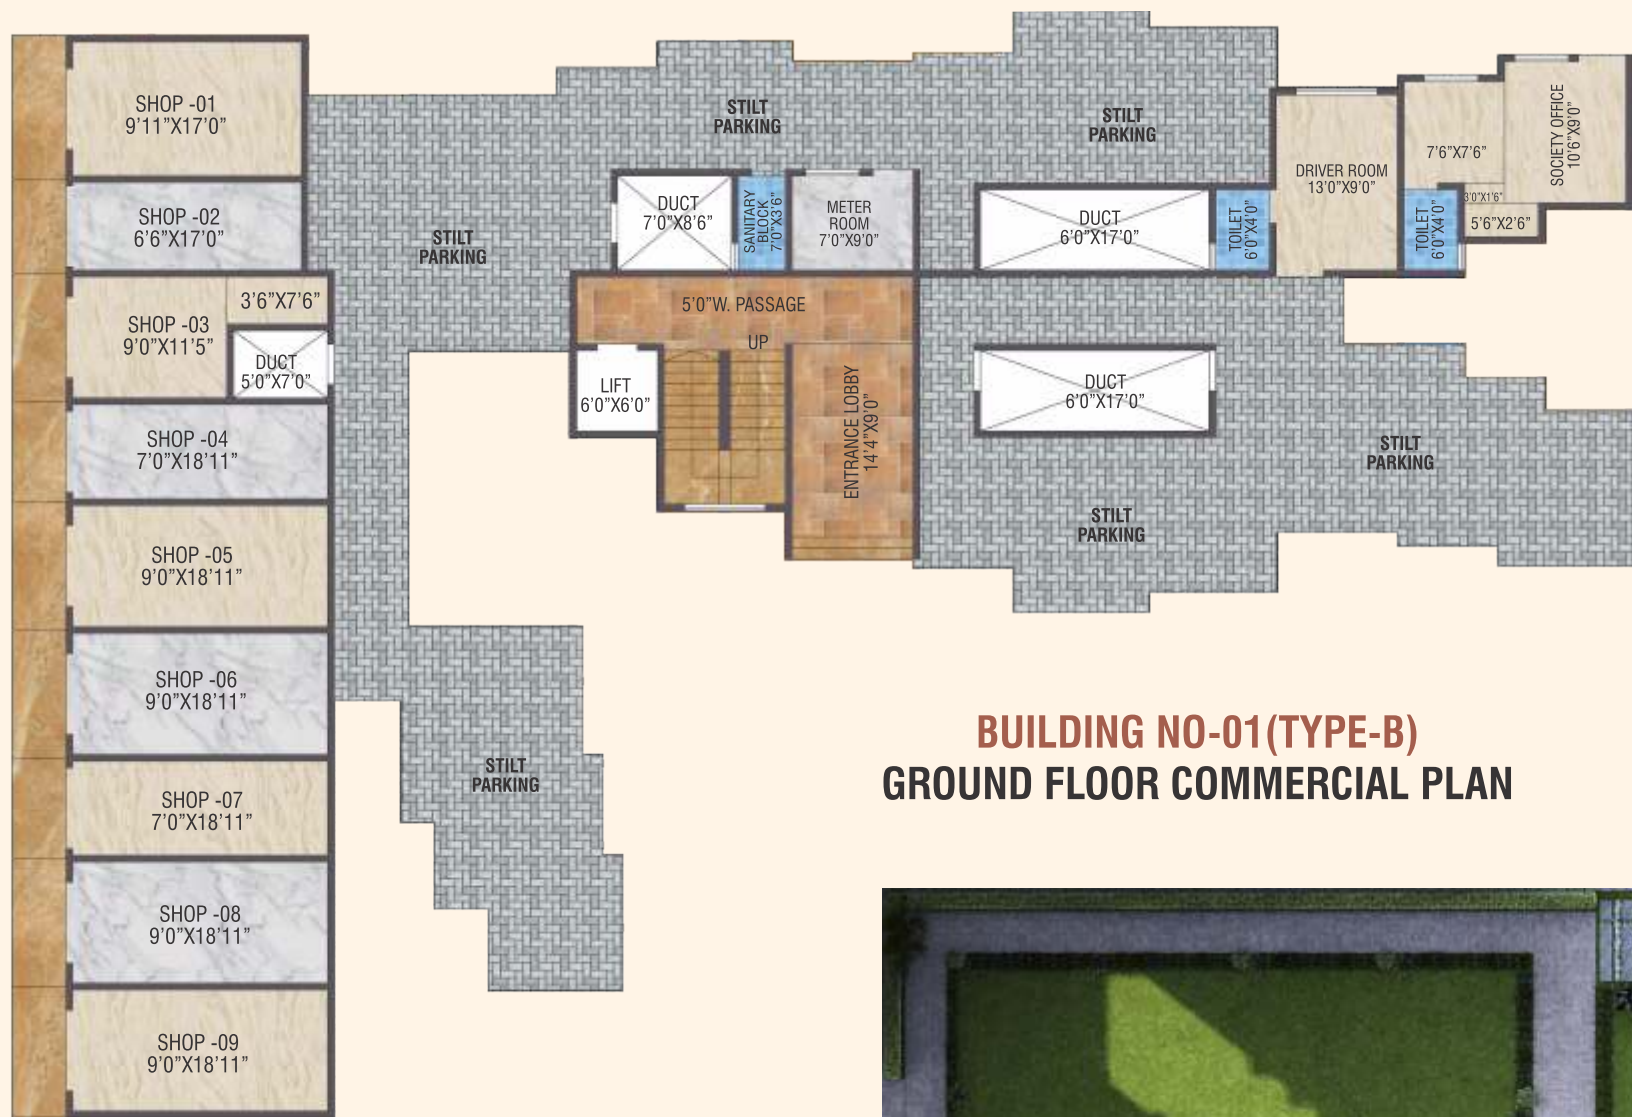 SHOP -01
9'11"X17'0"
SHOP -02
6'6"X17'0"
3'6"X7'6"
SHOP -03
9'0"X11'5"
DUCT
5'0"X7'0"
SHOP -04
7'0"X18'11"
SHOP -05
9'0"X18'11"
SHOP -06
9'0"X18'11"
SHOP -07
7'0"X18'11"
SHOP -08
9'0"X18'11"
SHOP -09
9'0"X18'11"
STILT
PARKING
STILT
PARKING
STILT
PARKING
DUCT
7'0"X8'6"
SANITARY
BLOCK
7'0"X3'6"
METER
ROOM
7'0"X9'0"
5'0"W. PASSAGE
UP
LIFT
6'0"X6'0"
ENTRANCE LOBBY
14'4"X9'0"
STILT
PARKING
DUCT
6'0"X17'0"
TOILET
6'0"X4'0"
DRIVER ROOM
13'0"X9'0"
7'6"X7'6"
SOCIETY OFFICE
10'6"X9'0"
3'0"X1'6"
5'6"X2'6"
TOILET
6'0"X4'0"
DUCT
6'0"X17'0"
STILT
PARKING
STILT
PARKING
BUILDING NO-01(TYPE-B)
GROUND FLOOR COMMERCIAL PLAN